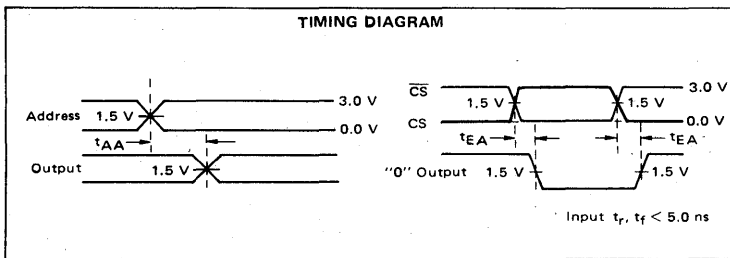 TIMING DIAGRAM
Address
1.5 V
3.0 V
0.0 V
tAA
Output
1.5 V
CS
CS
1.5 V
1.5 V
3.0 V
0.0 V
tEA
tEA
"0" Output
1.5 V
1.5 V
Input tr, tf < 5.0 ns